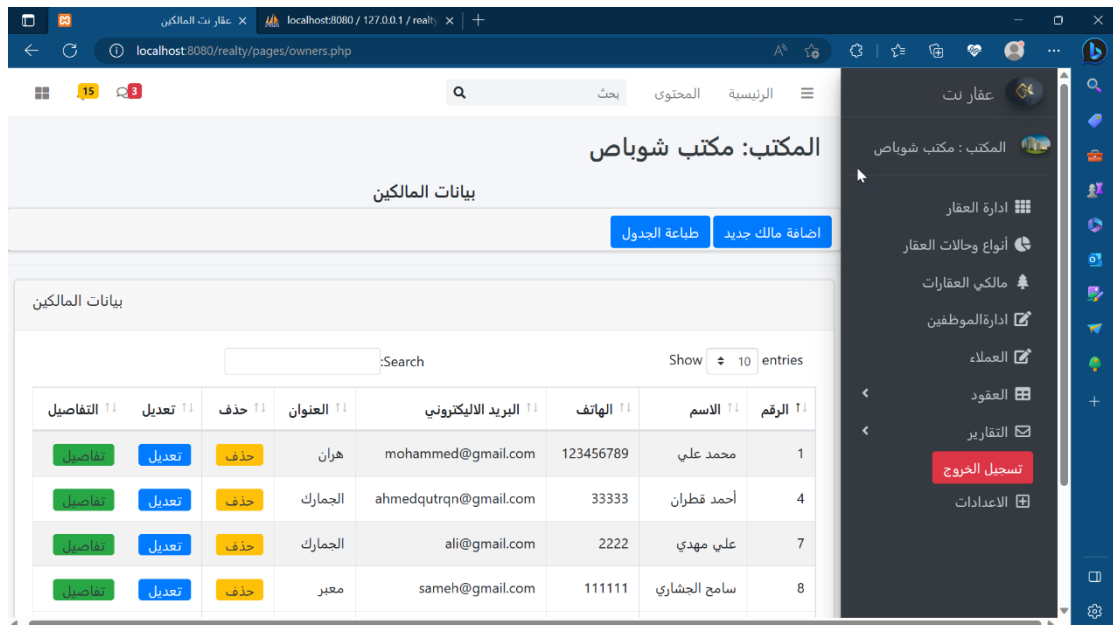 عقار نت المالكين
localhost:8080 / 127.0.0.1 / realty
localhost:8080/realty/pages/owners.php
عقار نت
المكتب : مكتب شوباص
ادارة العقار
أنواع وحالات العقار
مالكي العقارات
ادارةالموظفين
العملاء
العقود
التقارير
تسجيل الخروج
الاعدادات
الرئيسية المحتوى بحث 3 15
المكتب: مكتب شوباص
بيانات المالكين
اضافة مالك جديد طباعة الجدول
بيانات المالكين
Show 10 entries Search:
الرقم الاسم الهاتف البريد الاليكتروني العنوان حذف تعديل التفاصيل
1 محمد علي 123456789 mohammed@gmail.com هران حذف تعديل تفاصيل
4 أحمد قطران 33333 ahmedqutrqn@gmail.com الجمارك حذف تعديل تفاصيل
7 علي مهدي 2222 ali@gmail.com الجمارك حذف تعديل تفاصيل
8 سامح الجشاري 111111 sameh@gmail.com معبر حذف تعديل تفاصيل